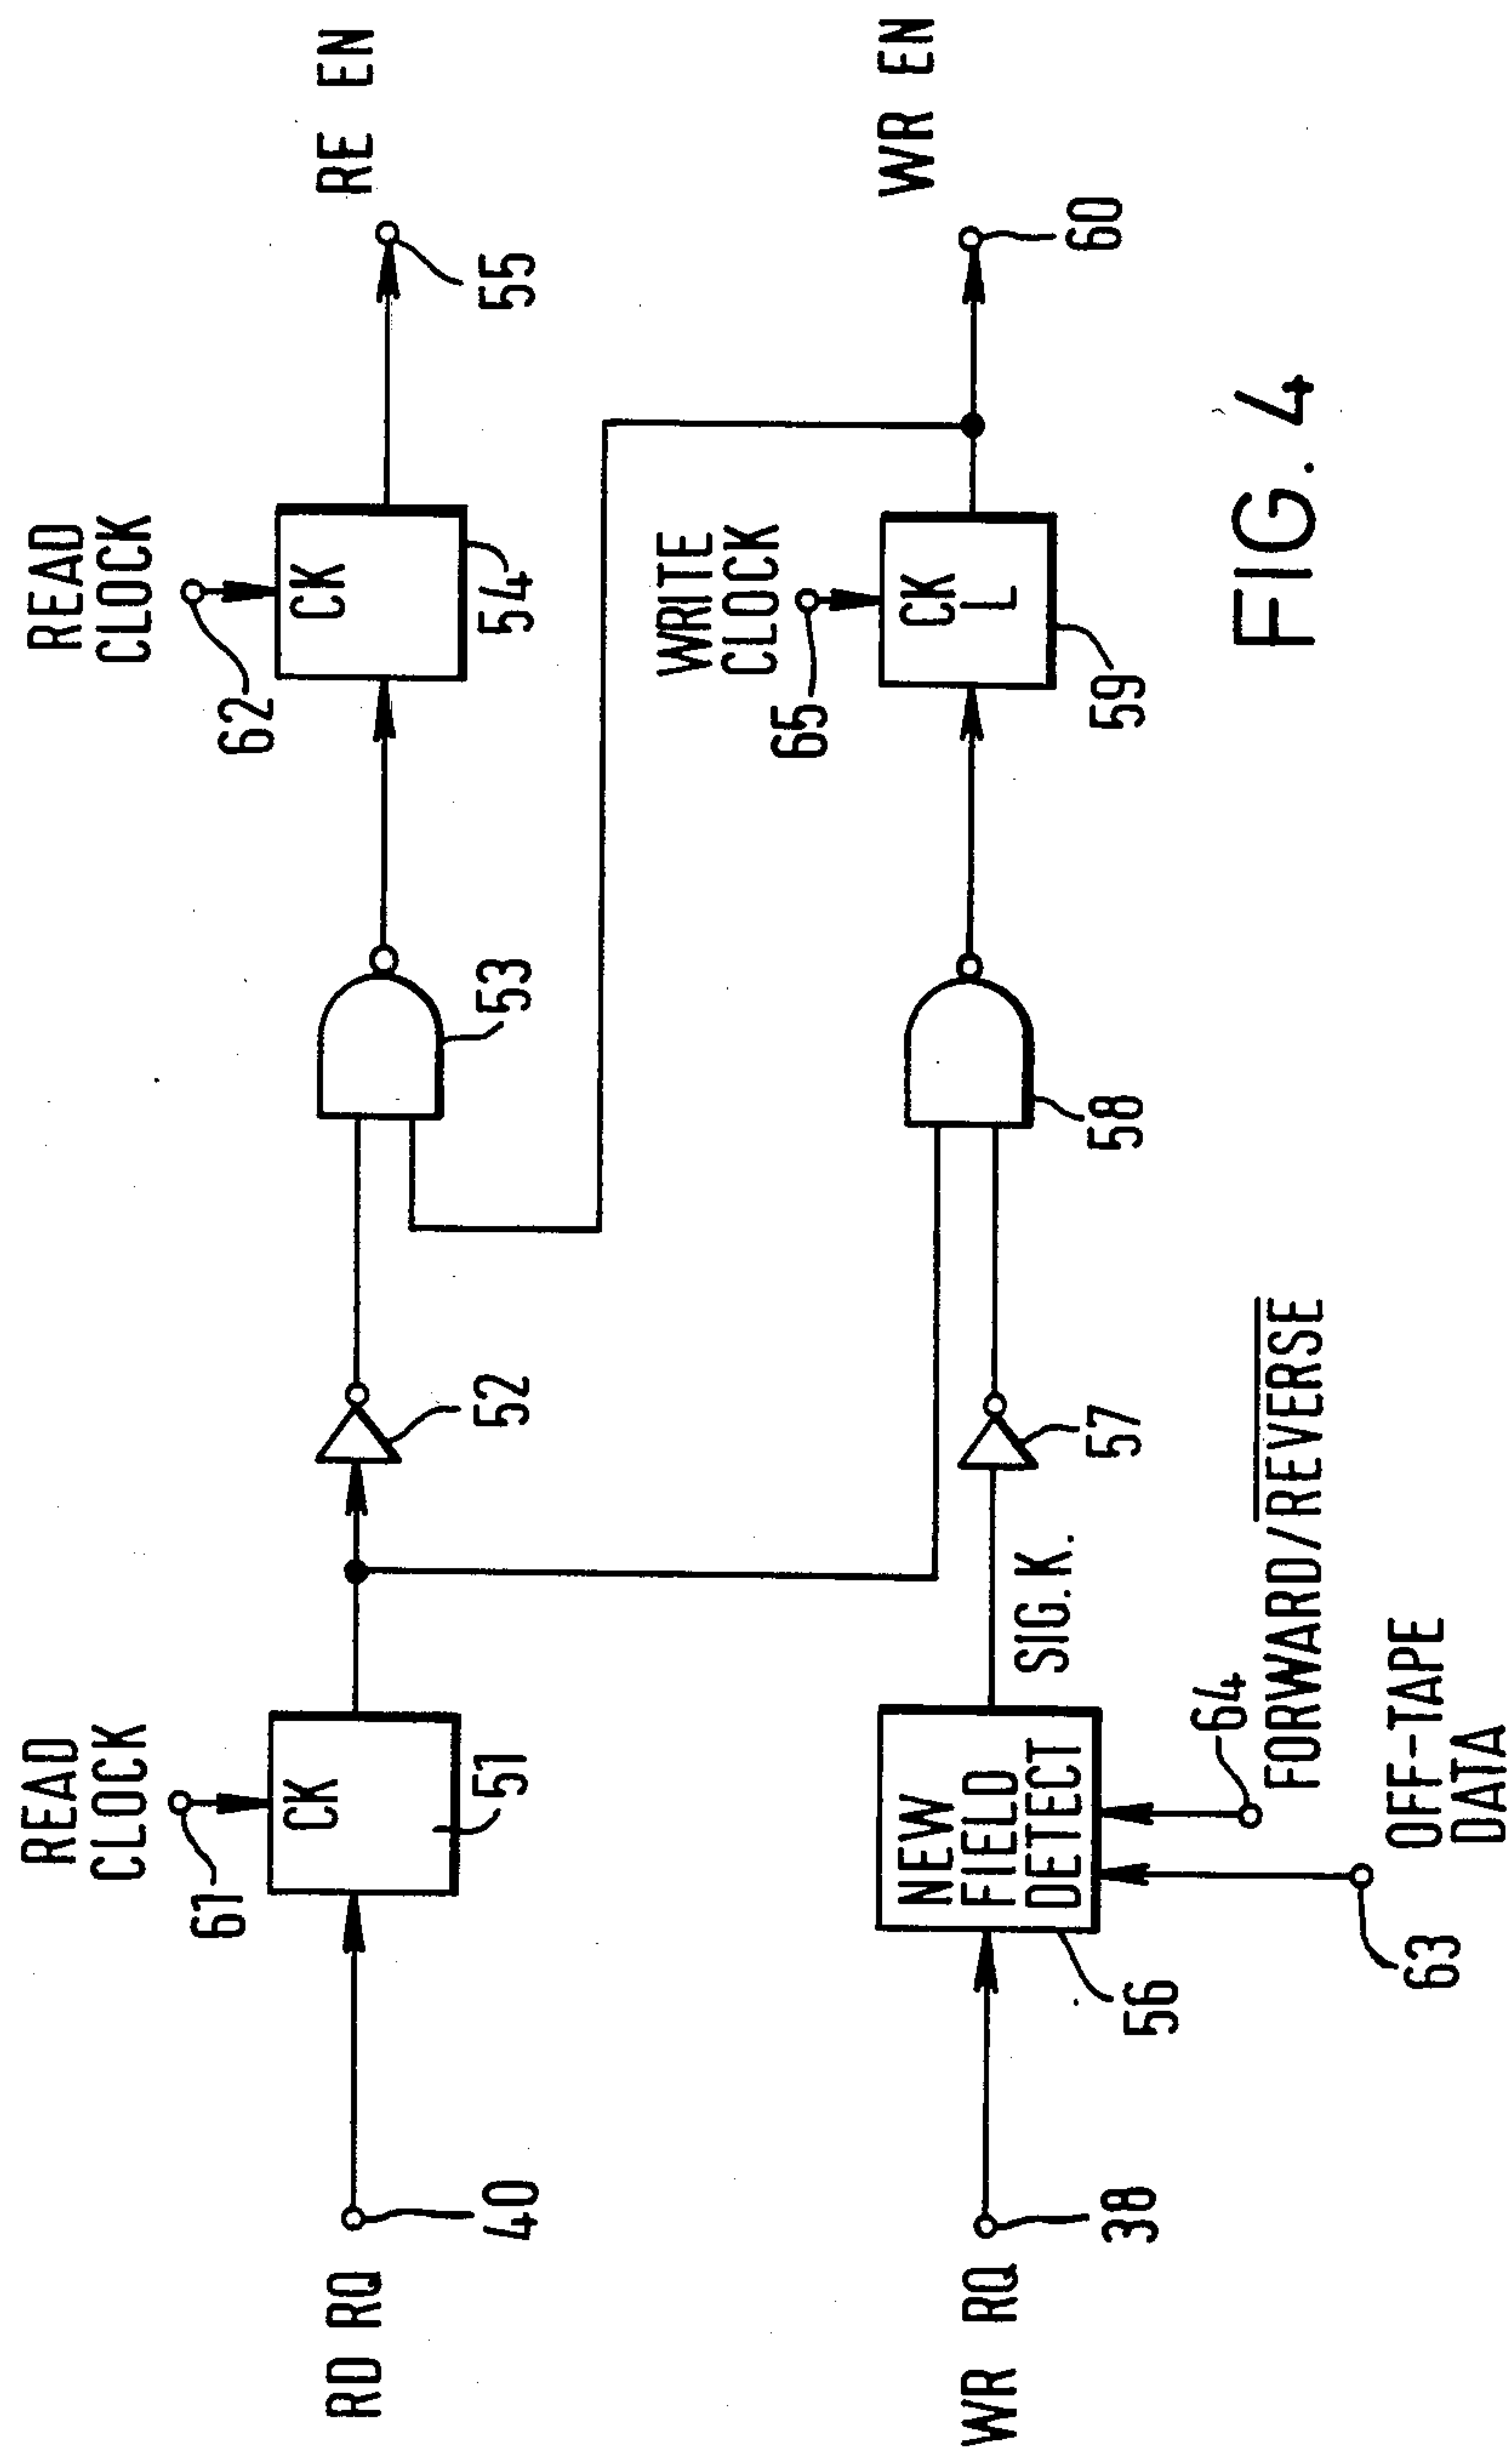 READ
CLOCK
61
CK
51
RD RQ
40
52
53
READ
CLOCK
62
CK
54
55
RE EN
WR RQ
38
NEW
FIELD
DETECT
56
SIG. K.
57
58
WRITE
CLOCK
65
CK
L
59
60
WR EN
64
FORWARD/REVERSE
63
OFF-TAPE
DATA
FIG. 4